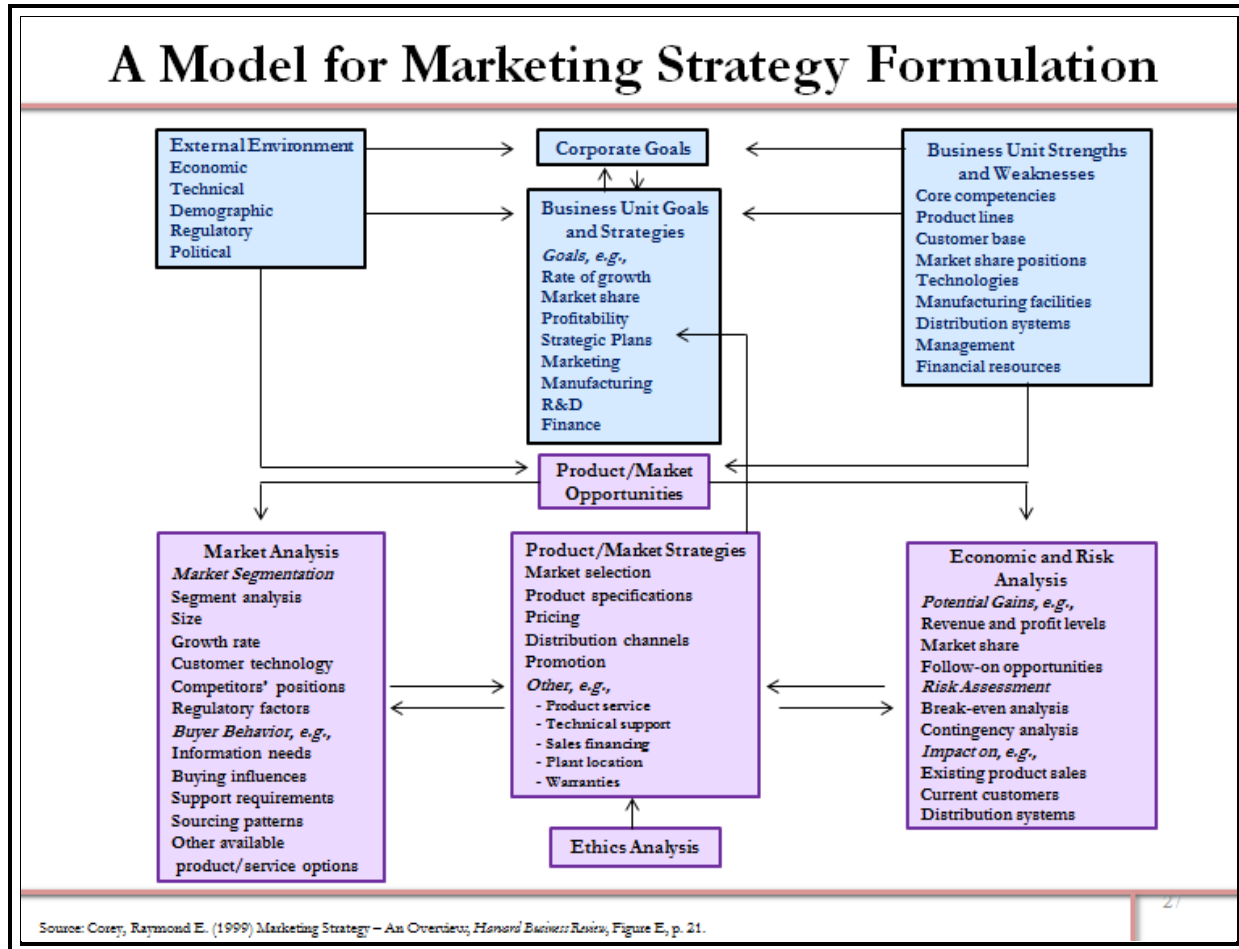 A Model for Marketing Strategy Formulation
External Environment
Economic
Technical
Demographic
Regulatory
Political
Corporate Goals
Business Unit Goals
and Strategies
Goals, e.g.,
Rate of growth
Market share
Profitability
Strategic Plans
Marketing
Manufacturing
R&D
Finance
Business Unit Strengths
and Weaknesses
Core competencies
Product lines
Customer base
Market share positions
Technologies
Manufacturing facilities
Distribution systems
Management
Financial resources
Product/Market
Opportunities
Market Analysis
Market Segmentation
Segment analysis
Size
Growth rate
Customer technology
Competitors' positions
Regulatory factors
Buyer Behavior, e.g.,
Information needs
Buying influences
Support requirements
Sourcing patterns
Other available
product/service options
Product/Market Strategies
Market selection
Product specifications
Pricing
Distribution channels
Promotion
Other, e.g.,
- Product service
- Technical support
- Sales financing
- Plant location
- Warranties
Ethics Analysis
Economic and Risk
Analysis
Potential Gains, e.g.,
Revenue and profit levels
Market share
Follow-on opportunities
Risk Assessment
Break-even analysis
Contingency analysis
Impact on, e.g.,
Existing product sales
Current customers
Distribution systems
27
Source: Corey, Raymond E. (1999) Marketing Strategy – An Overview, Harvard Business Review, Figure E, p. 21.